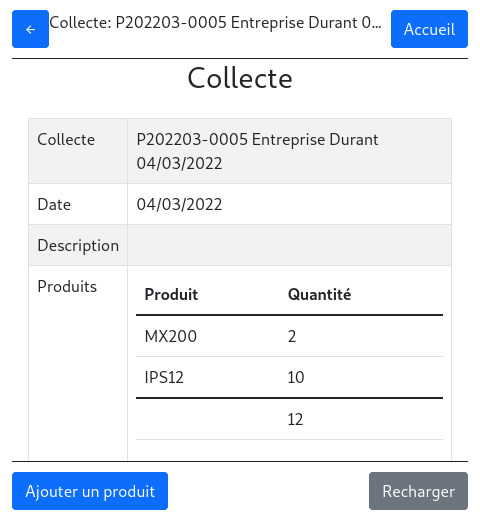 ← Collecte: P202203-0005 Entreprise Durant 0... Accueil
Collecte
Collecte P202203-0005 Entreprise Durant
04/03/2022
Date 04/03/2022
Description
Produits
Produit Quantité
MX200 2
IPS12 10
12
Ajouter un produit Recharger